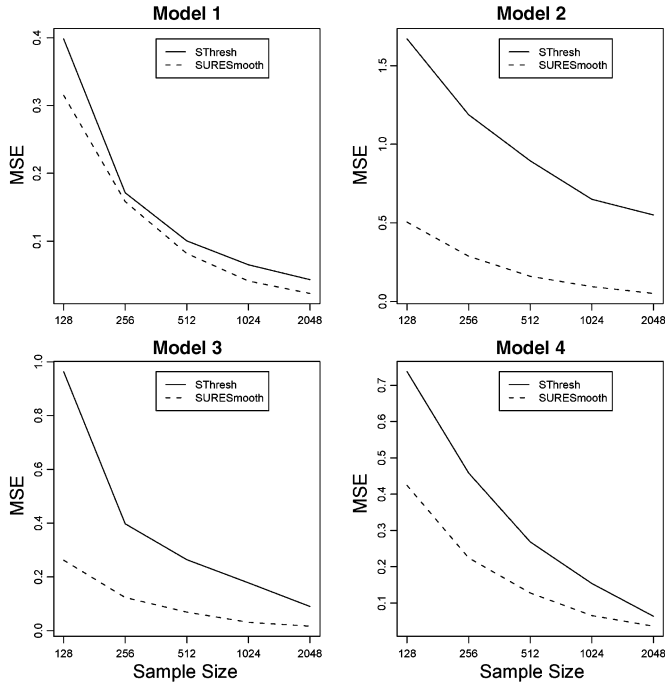 Model 1
MSE
0.4
0.3
0.2
0.1
SThresh
SURESmooth
128 256 512 1024 2048
Model 2
MSE
1.5
1.0
0.5
0.0
SThresh
SURESmooth
128 256 512 1024 2048
Model 3
MSE
1.0
0.8
0.6
0.4
0.2
0.0
SThresh
SURESmooth
128 256 512 1024 2048
Sample Size
Model 4
MSE
0.7
0.6
0.5
0.4
0.3
0.2
0.1
SThresh
SURESmooth
128 256 512 1024 2048
Sample Size